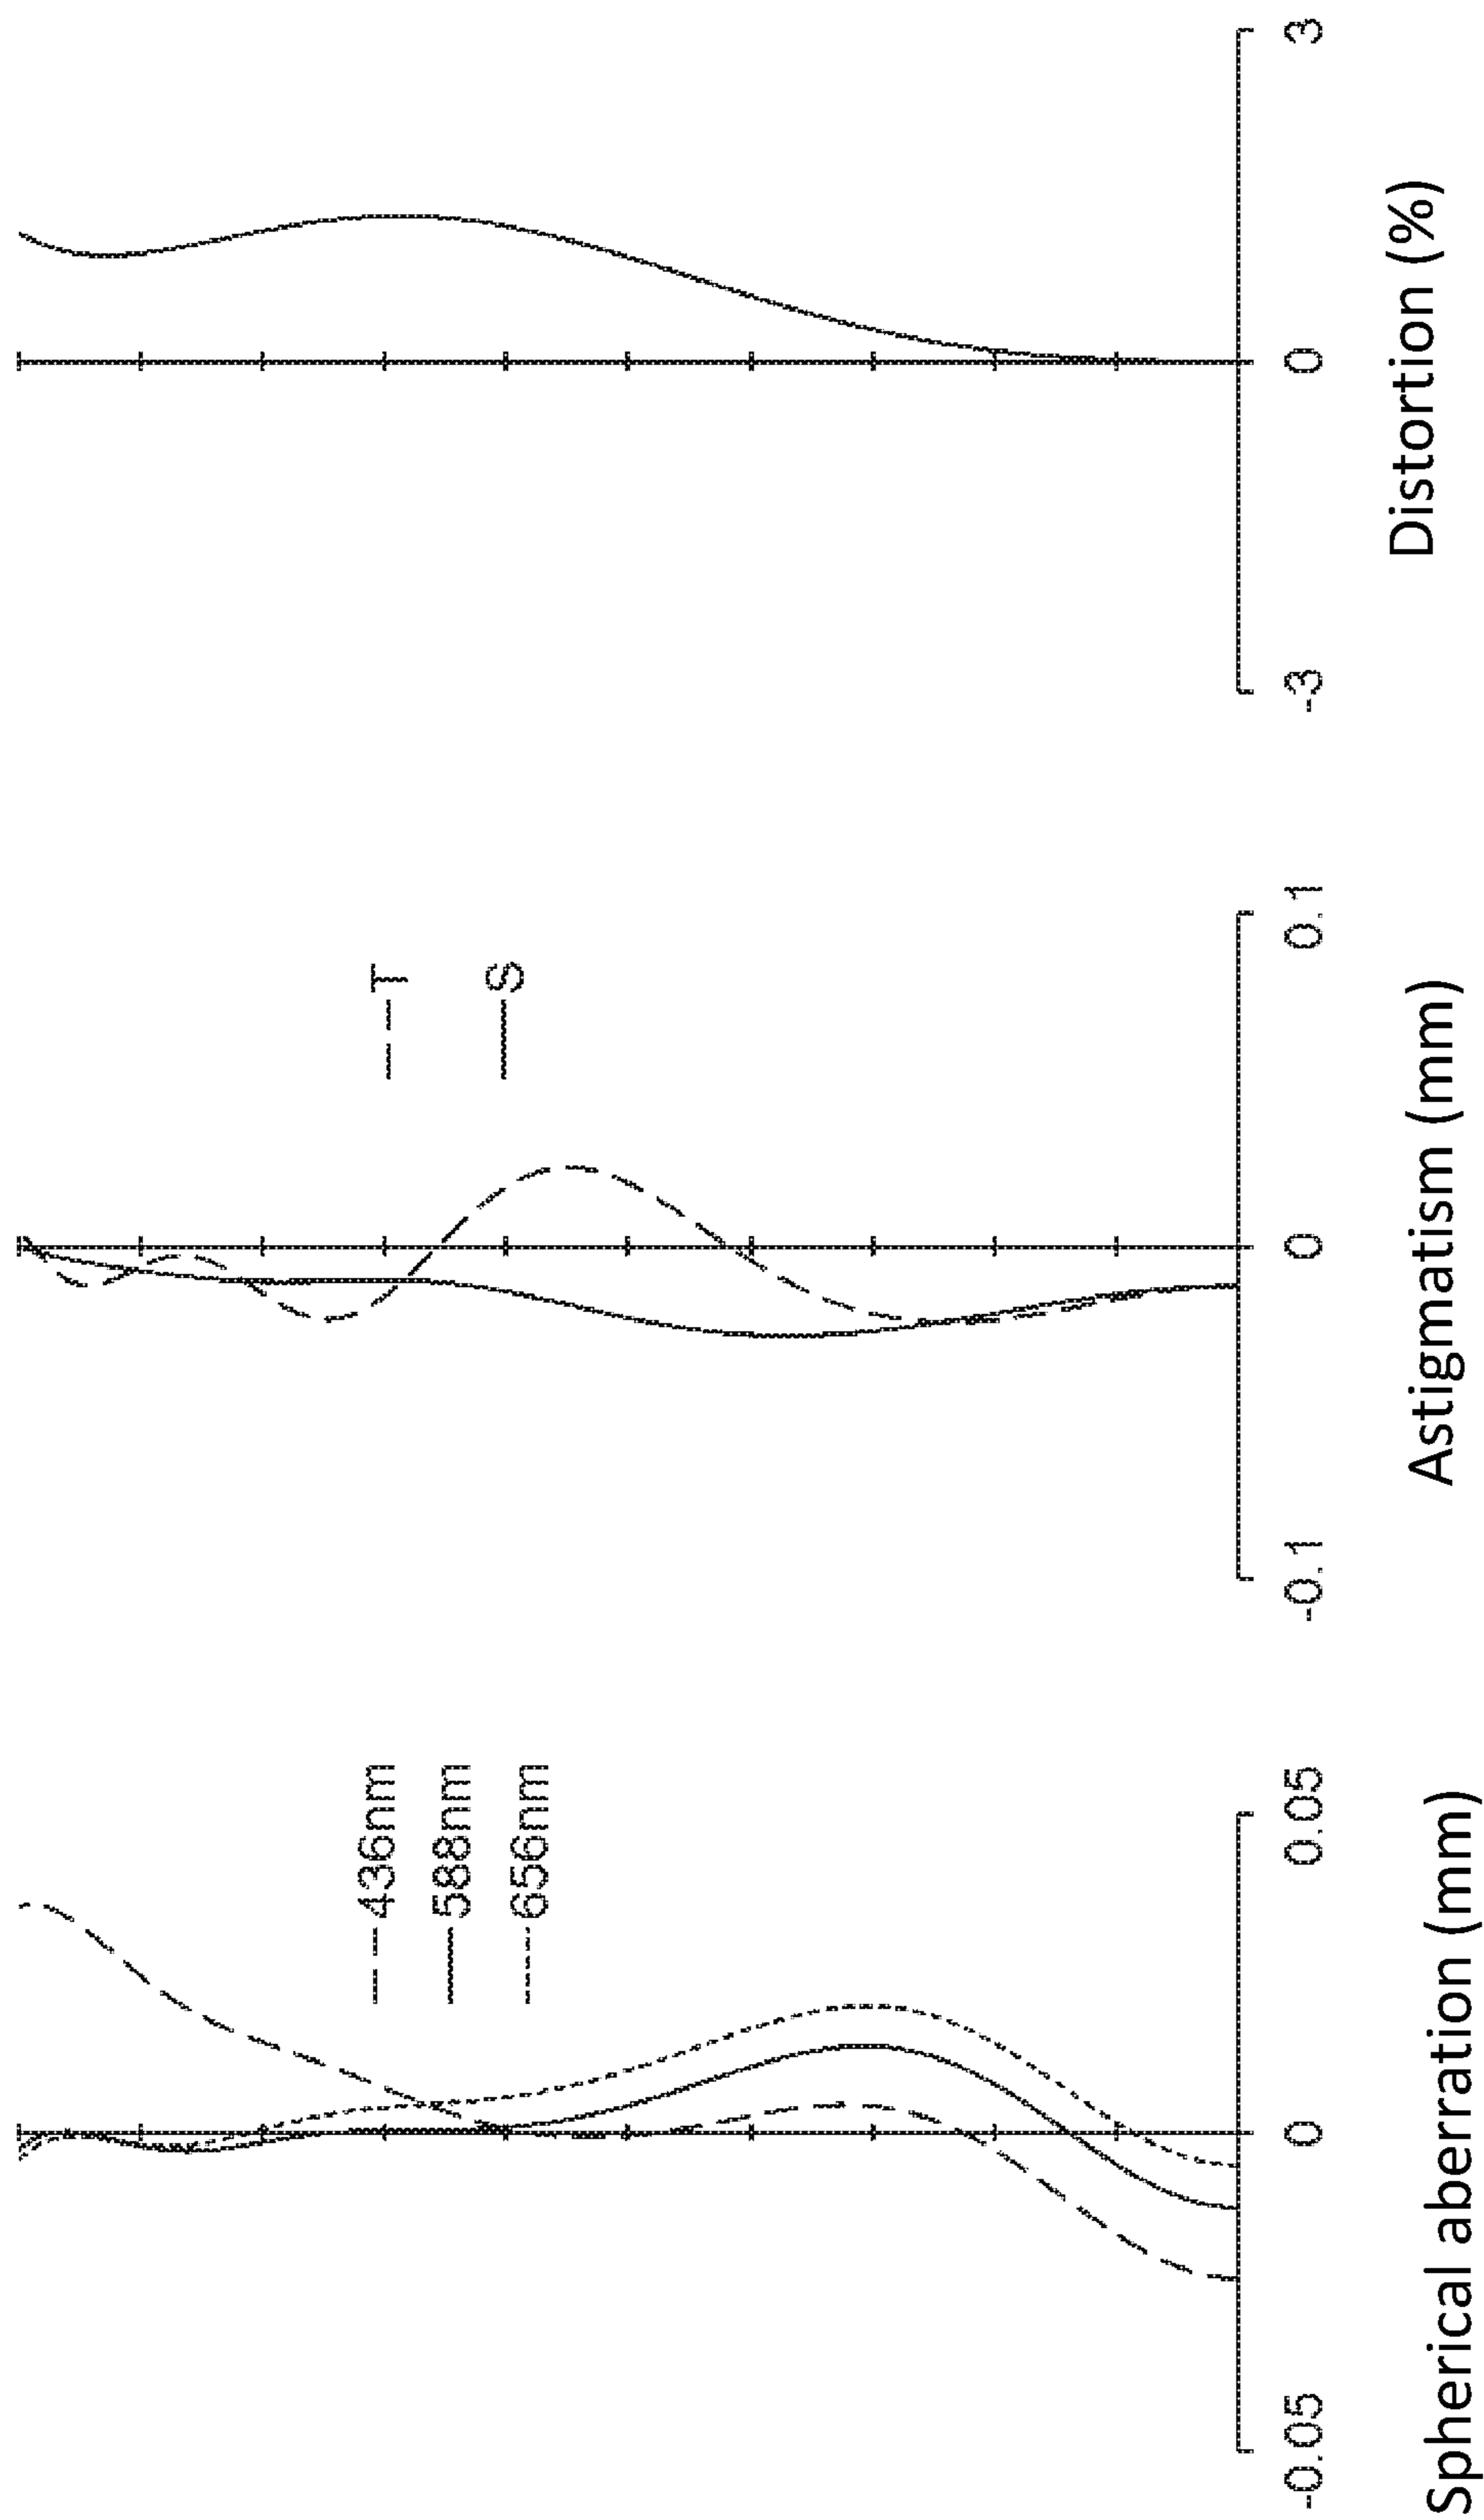 436nm
588nm
656nm
-0.05
0
0.05
Spherical aberration (mm)
T
S
-0.1
0
0.1
Astigmatism (mm)
-3
0
3
Distortion (%)